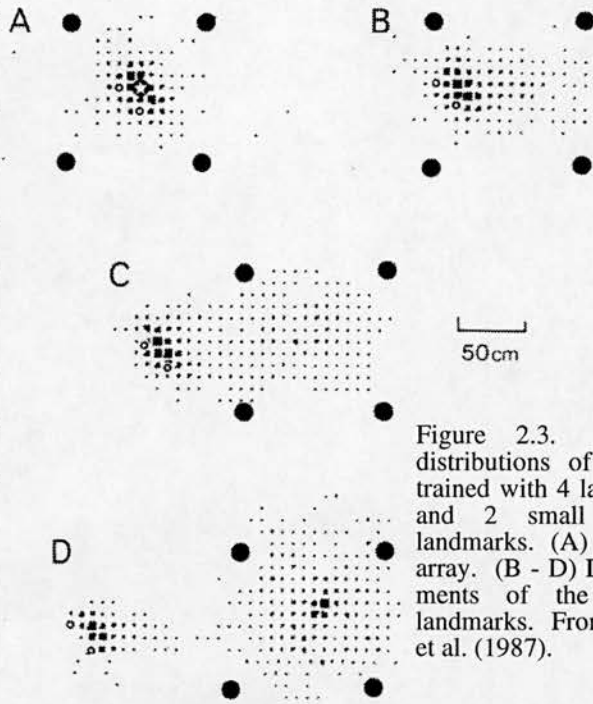 A
B
C
50cm
D
Figure 2.3.
distributions of
trained with 4 la
and 2 small
landmarks. (A)
array. (B - D) D
ments of the
landmarks. Fron
et al. (1987).